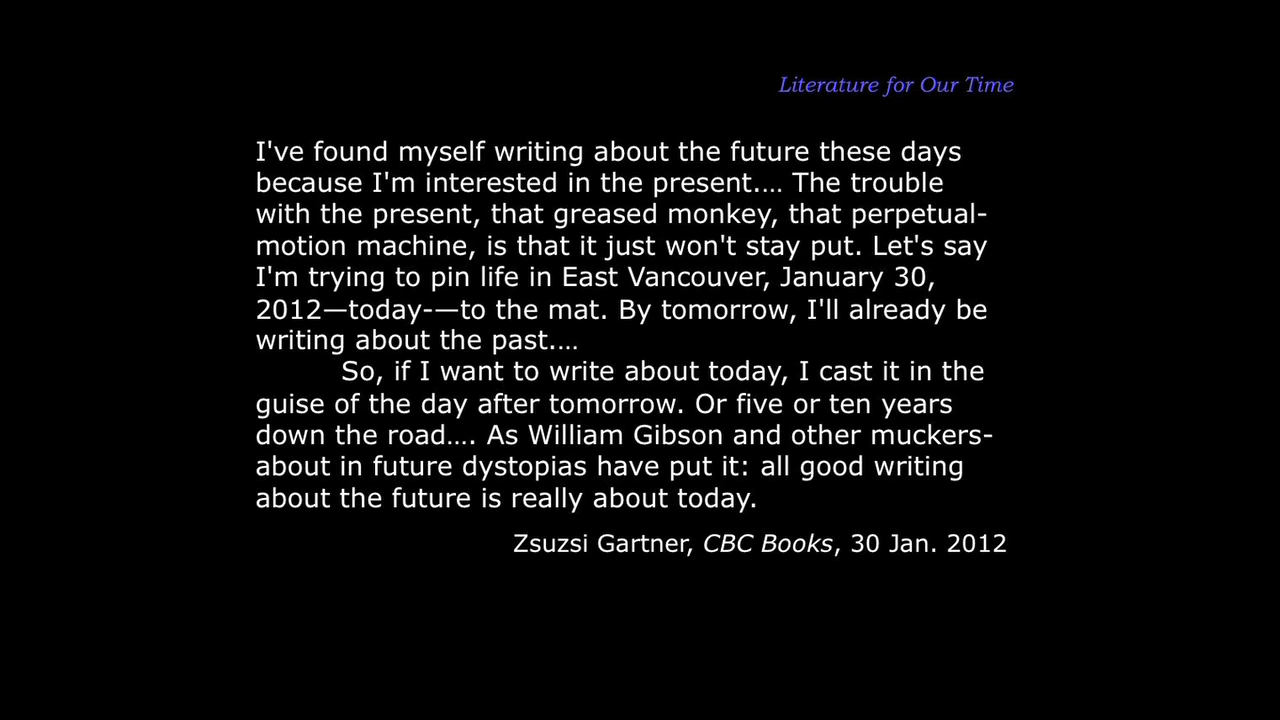 Literature for Our Time
I've found myself writing about the future these days
because I'm interested in the present.... The trouble
with the present, that greased monkey, that perpetual-
motion machine, is that it just won't stay put. Let's say
I'm trying to pin life in East Vancouver, January 30,
2012—today-—to the mat. By tomorrow, I'll already be
writing about the past....
So, if I want to write about today, I cast it in the
guise of the day after tomorrow. Or five or ten years
down the road.... As William Gibson and other muckers-
about in future dystopias have put it: all good writing
about the future is really about today.
Zsuzsi Gartner, CBC Books, 30 Jan. 2012